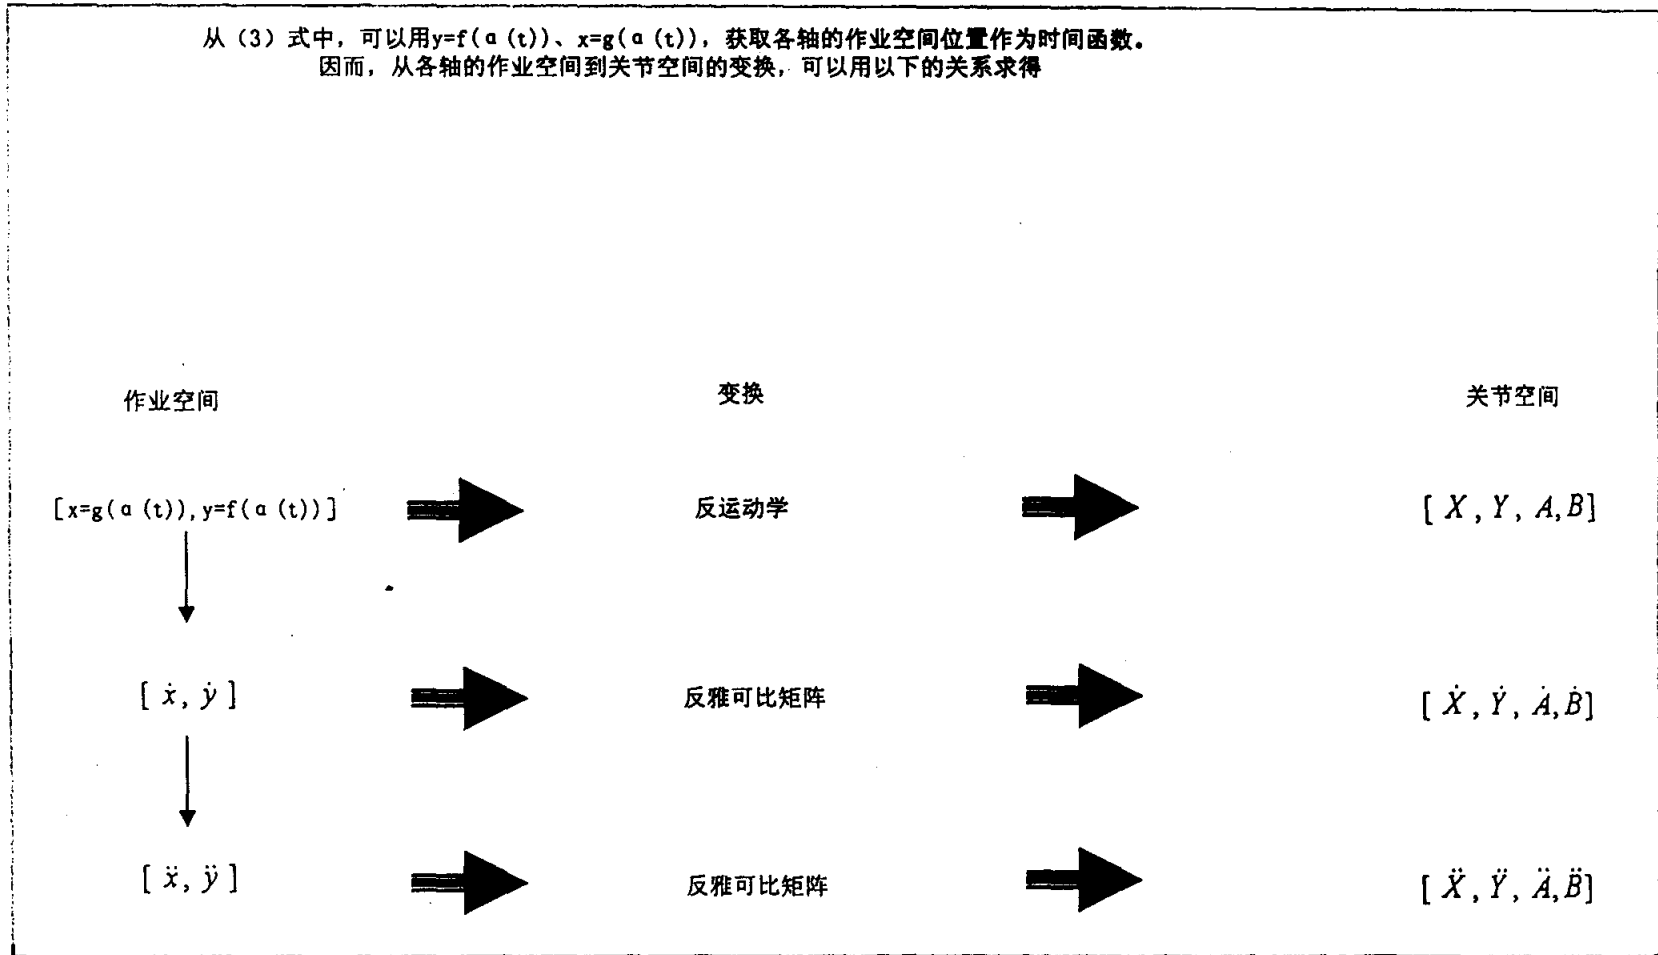 从（3）式中，可以用y=f(α(t))、x=g(α(t))，获取各轴的作业空间位置作为时间函数。
因而，从各轴的作业空间到关节空间的变换，可以用以下的关系求得
作业空间 变换 关节空间
[x=g(α(t)),y=f(α(t))] 反运动学 [X,Y,A,B]
[ẋ,ẏ] 反雅可比矩阵 [Ẋ,Ẏ,Ȧ,Ḃ]
[ẍ,ÿ] 反雅可比矩阵 [Ẍ,Ÿ,Ä,B̈]